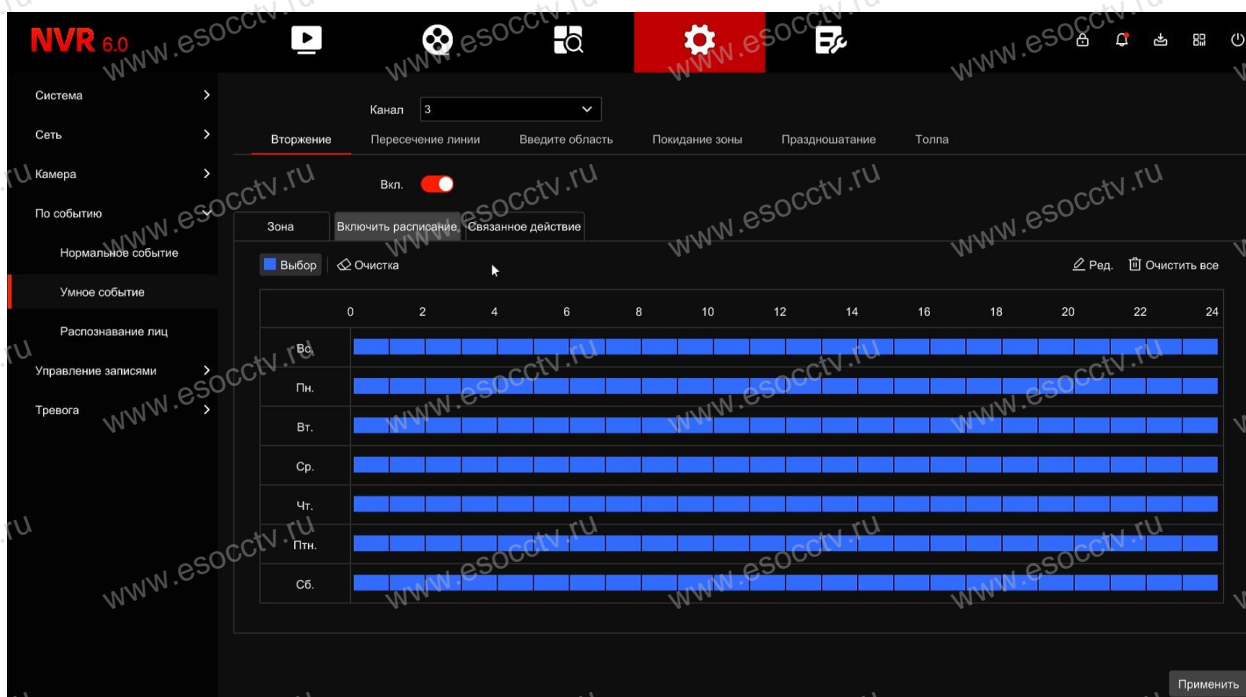 NVR 6.0
Система
Сеть
Камера
По событию
Нормальное событие
Умное событие
Распознавание лиц
Управление записями
Тревога
Канал 3
Вторжение Пересечение линии Введите область Покидание зоны Праздношатание Толпа
Вкл.
Зона Включить расписание Связанное действие
Выбор Очистка Ред. Очистить все
0 2 4 6 8 10 12 14 16 18 20 22 24
Вс.
Пн.
Вт.
Ср.
Чт.
Птн.
Сб.
Применить
www.esocctv.ru